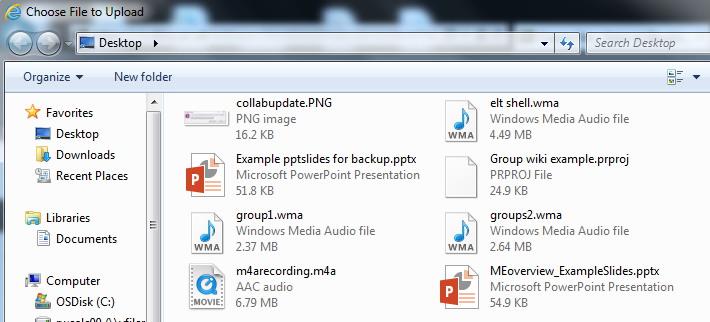 Choose File to Upload
Desktop
Search Desktop
Organize
New folder
Favorites
Desktop
Downloads
Recent Places
Libraries
Documents
Computer
OSDisk (C:)
collabupdate.PNG
PNG image
16.2 KB
elt shell.wma
Windows Media Audio file
4.49 MB
WMA
Example pptslides for backup.pptx
Microsoft PowerPoint Presentation
51.8 KB
P
Group wiki example.prproj
PRPROJ File
24.9 KB
group1.wma
Windows Media Audio file
2.37 MB
WMA
groups2.wma
Windows Media Audio file
2.64 MB
WMA
m4arecording.m4a
AAC audio
6.79 MB
MOVIE
MEoverview_ExampleSlides.pptx
Microsoft PowerPoint Presentation
54.9 KB
P